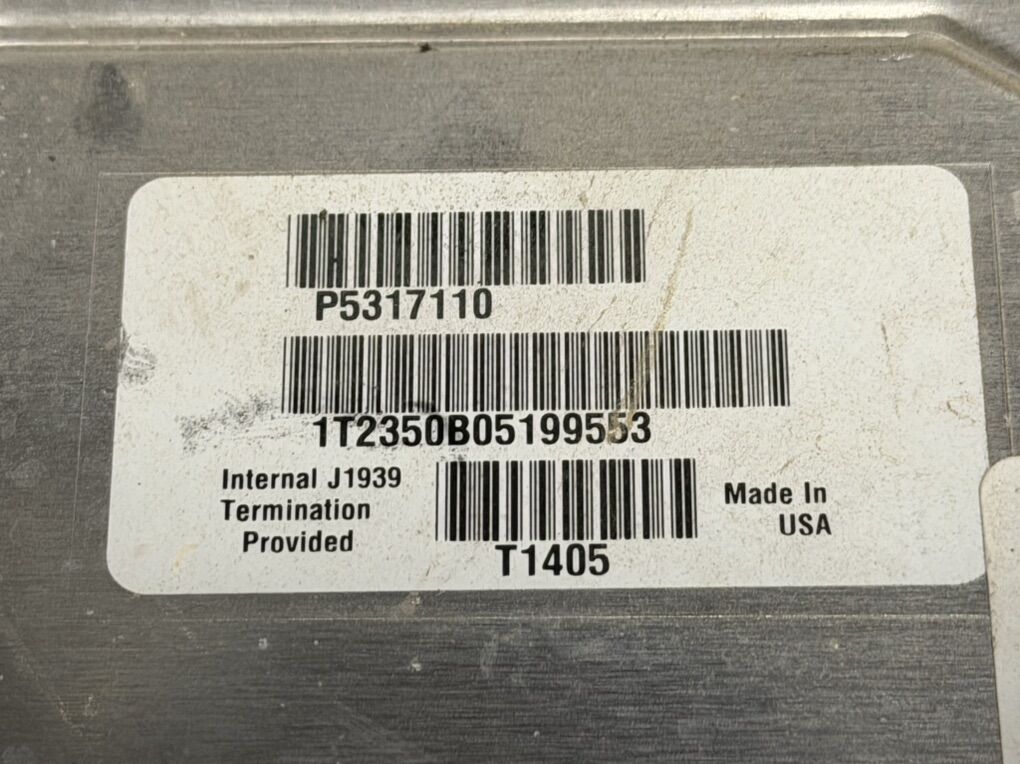 P5317110
1T2350B05199553
Internal J1939
Termination
Provided
T1405
Made In
USA